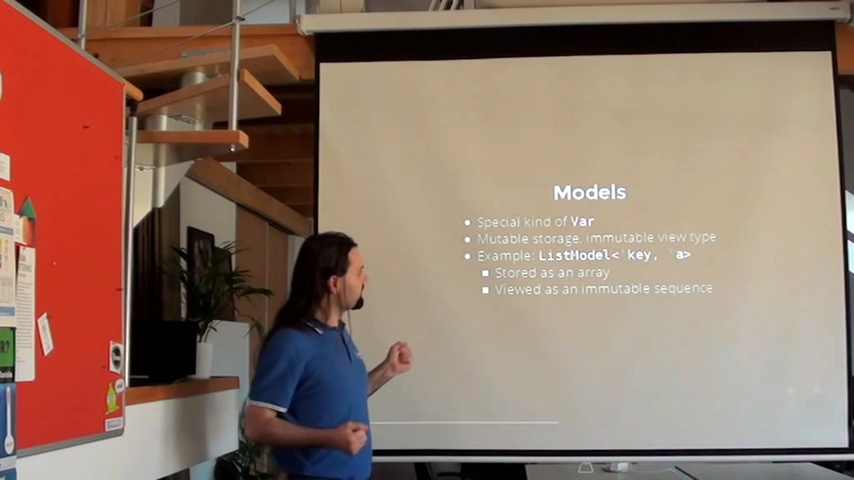 Models
Special kind of Var
Mutable storage, immutable view type
Example: ListModel<'key, 'a>
Stored as an array
Viewed as an immutable sequence